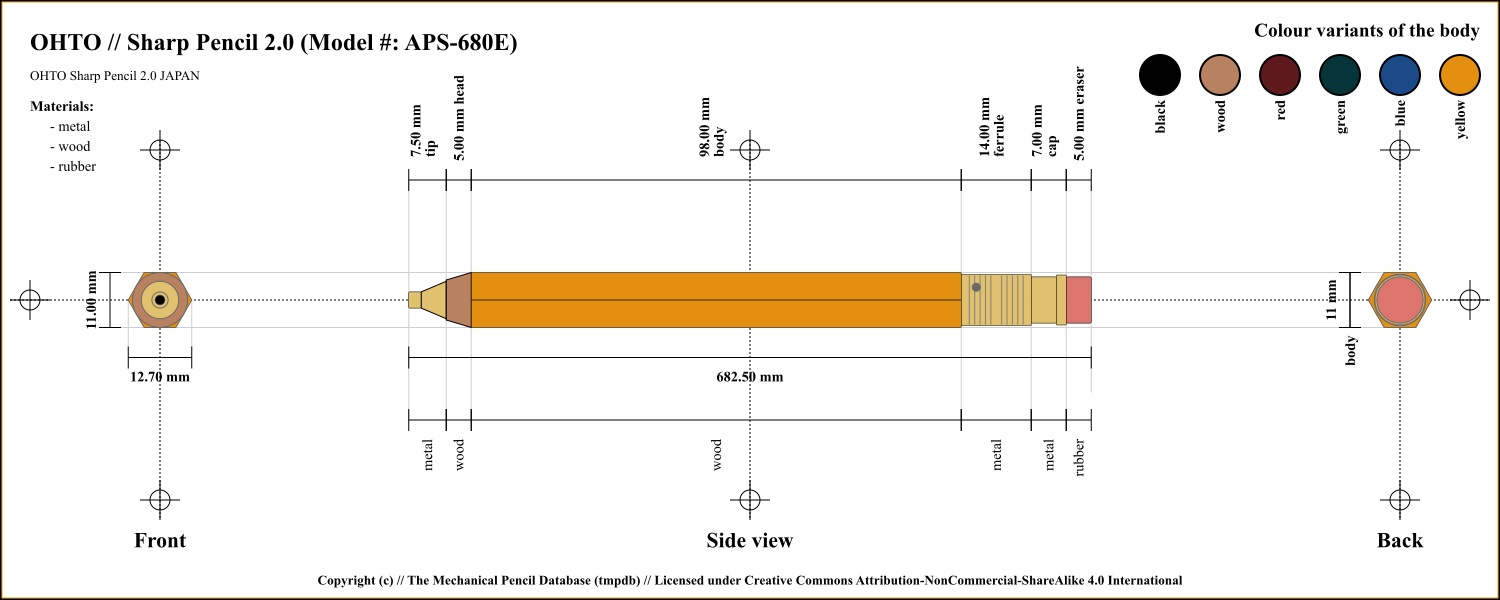 OHTO // Sharp Pencil 2.0 (Model #: APS-680E)
OHTO Sharp Pencil 2.0 JAPAN
Materials:
- metal
- wood
- rubber
Colour variants of the body
black
wood
red
green
blue
yellow
7.50 mm
tip
5.00 mm head
98.00 mm
body
14.00 mm
ferrule
7.00 mm
cap
5.00 mm eraser
11.00 mm
12.70 mm
682.50 mm
11 mm
body
metal
wood
wood
metal
metal
rubber
Front
Side view
Back
Copyright (c) // The Mechanical Pencil Database (tmpdb) // Licensed under Creative Commons Attribution-NonCommercial-ShareAlike 4.0 International